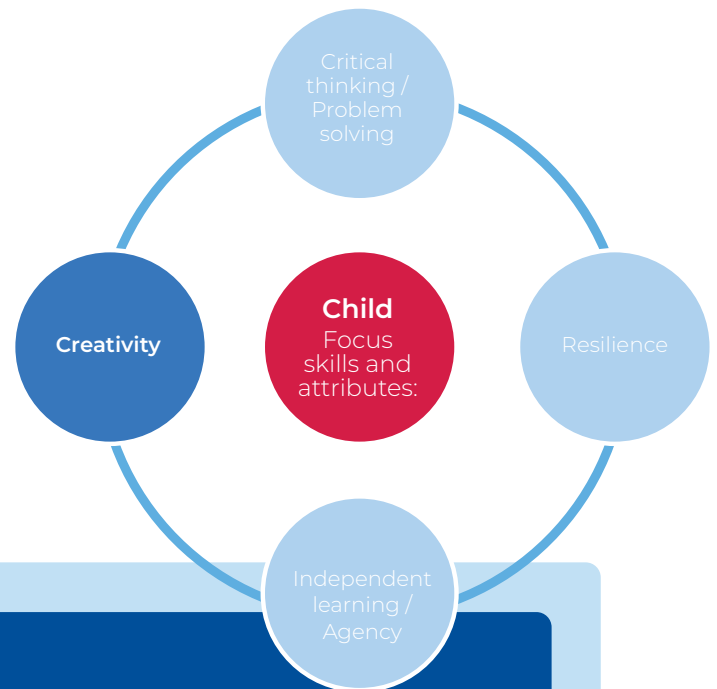 Critical
thinking /
Problem
solving
Creativity
Child
Focus
skills and
attributes:
Resilience
Independent
learning /
Agency